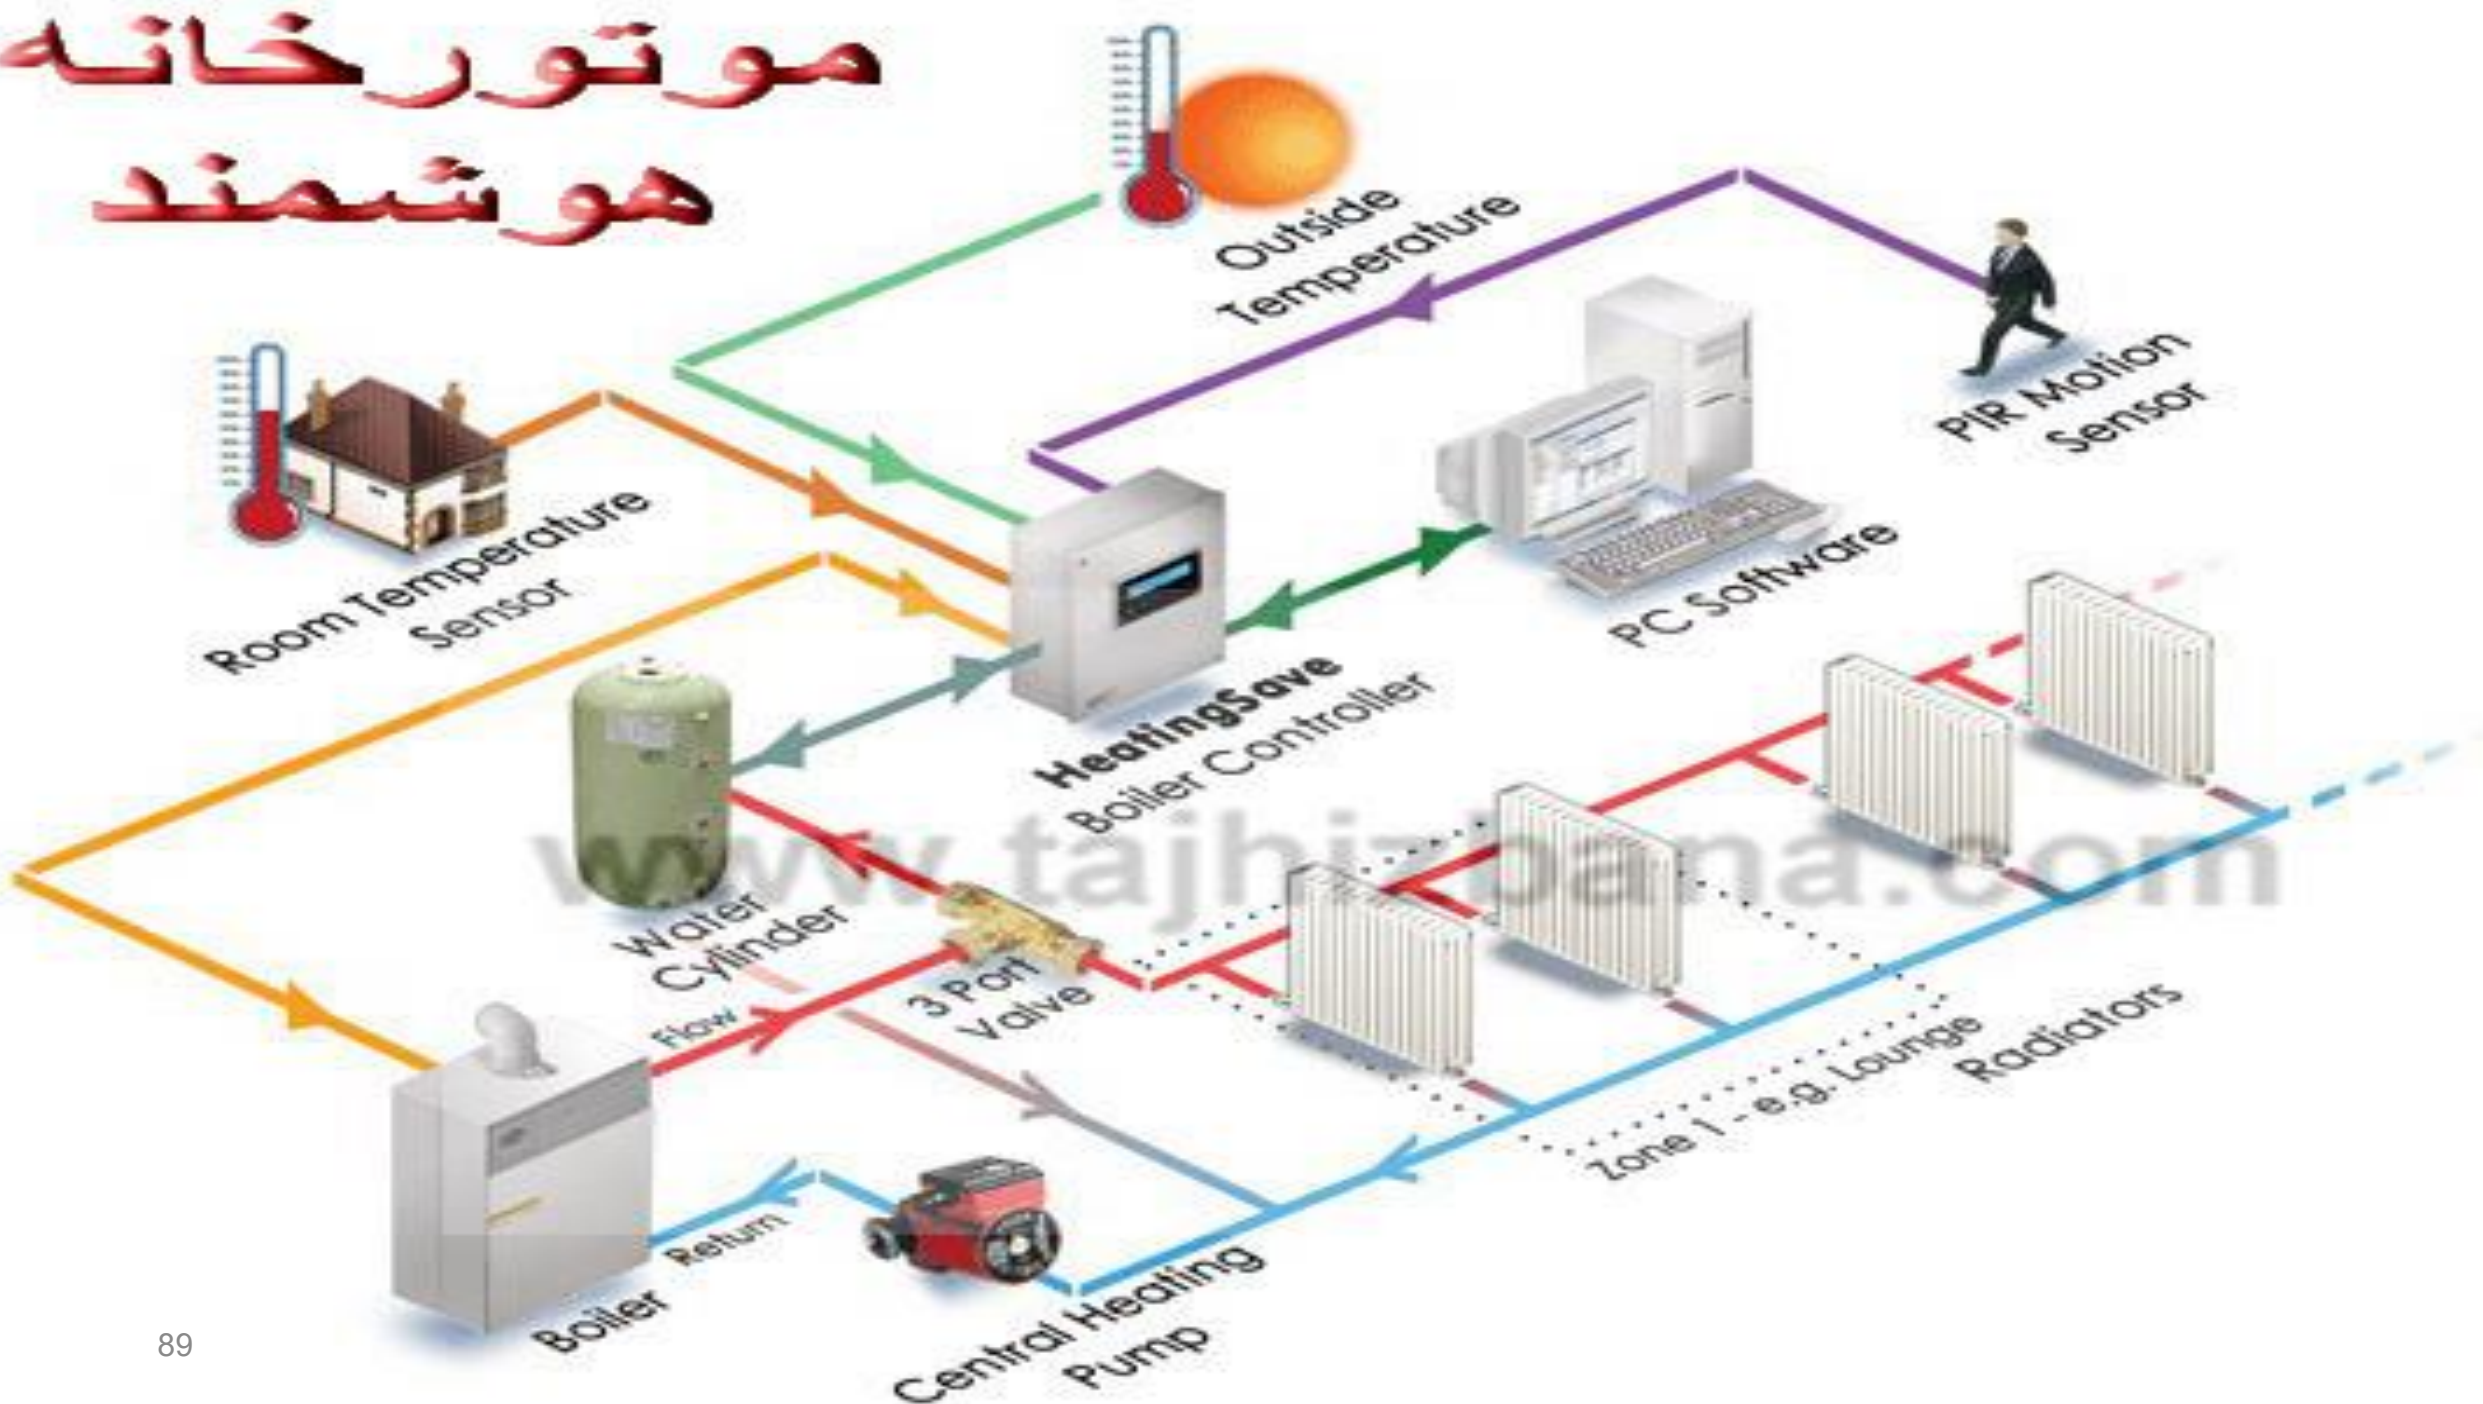 موتورخانه
هوشمند
Outside
Temperature
PIR Motion
Sensor
Room Temperature
Sensor
PC Software
HeatingSave
Boiler Controller
www.tajhizbana.com
Water
Cylinder
3 Port
Valve
Flow
Zone 1 - e.g. Lounge
Radiators
Return
Boiler
Central Heating
Pump
89